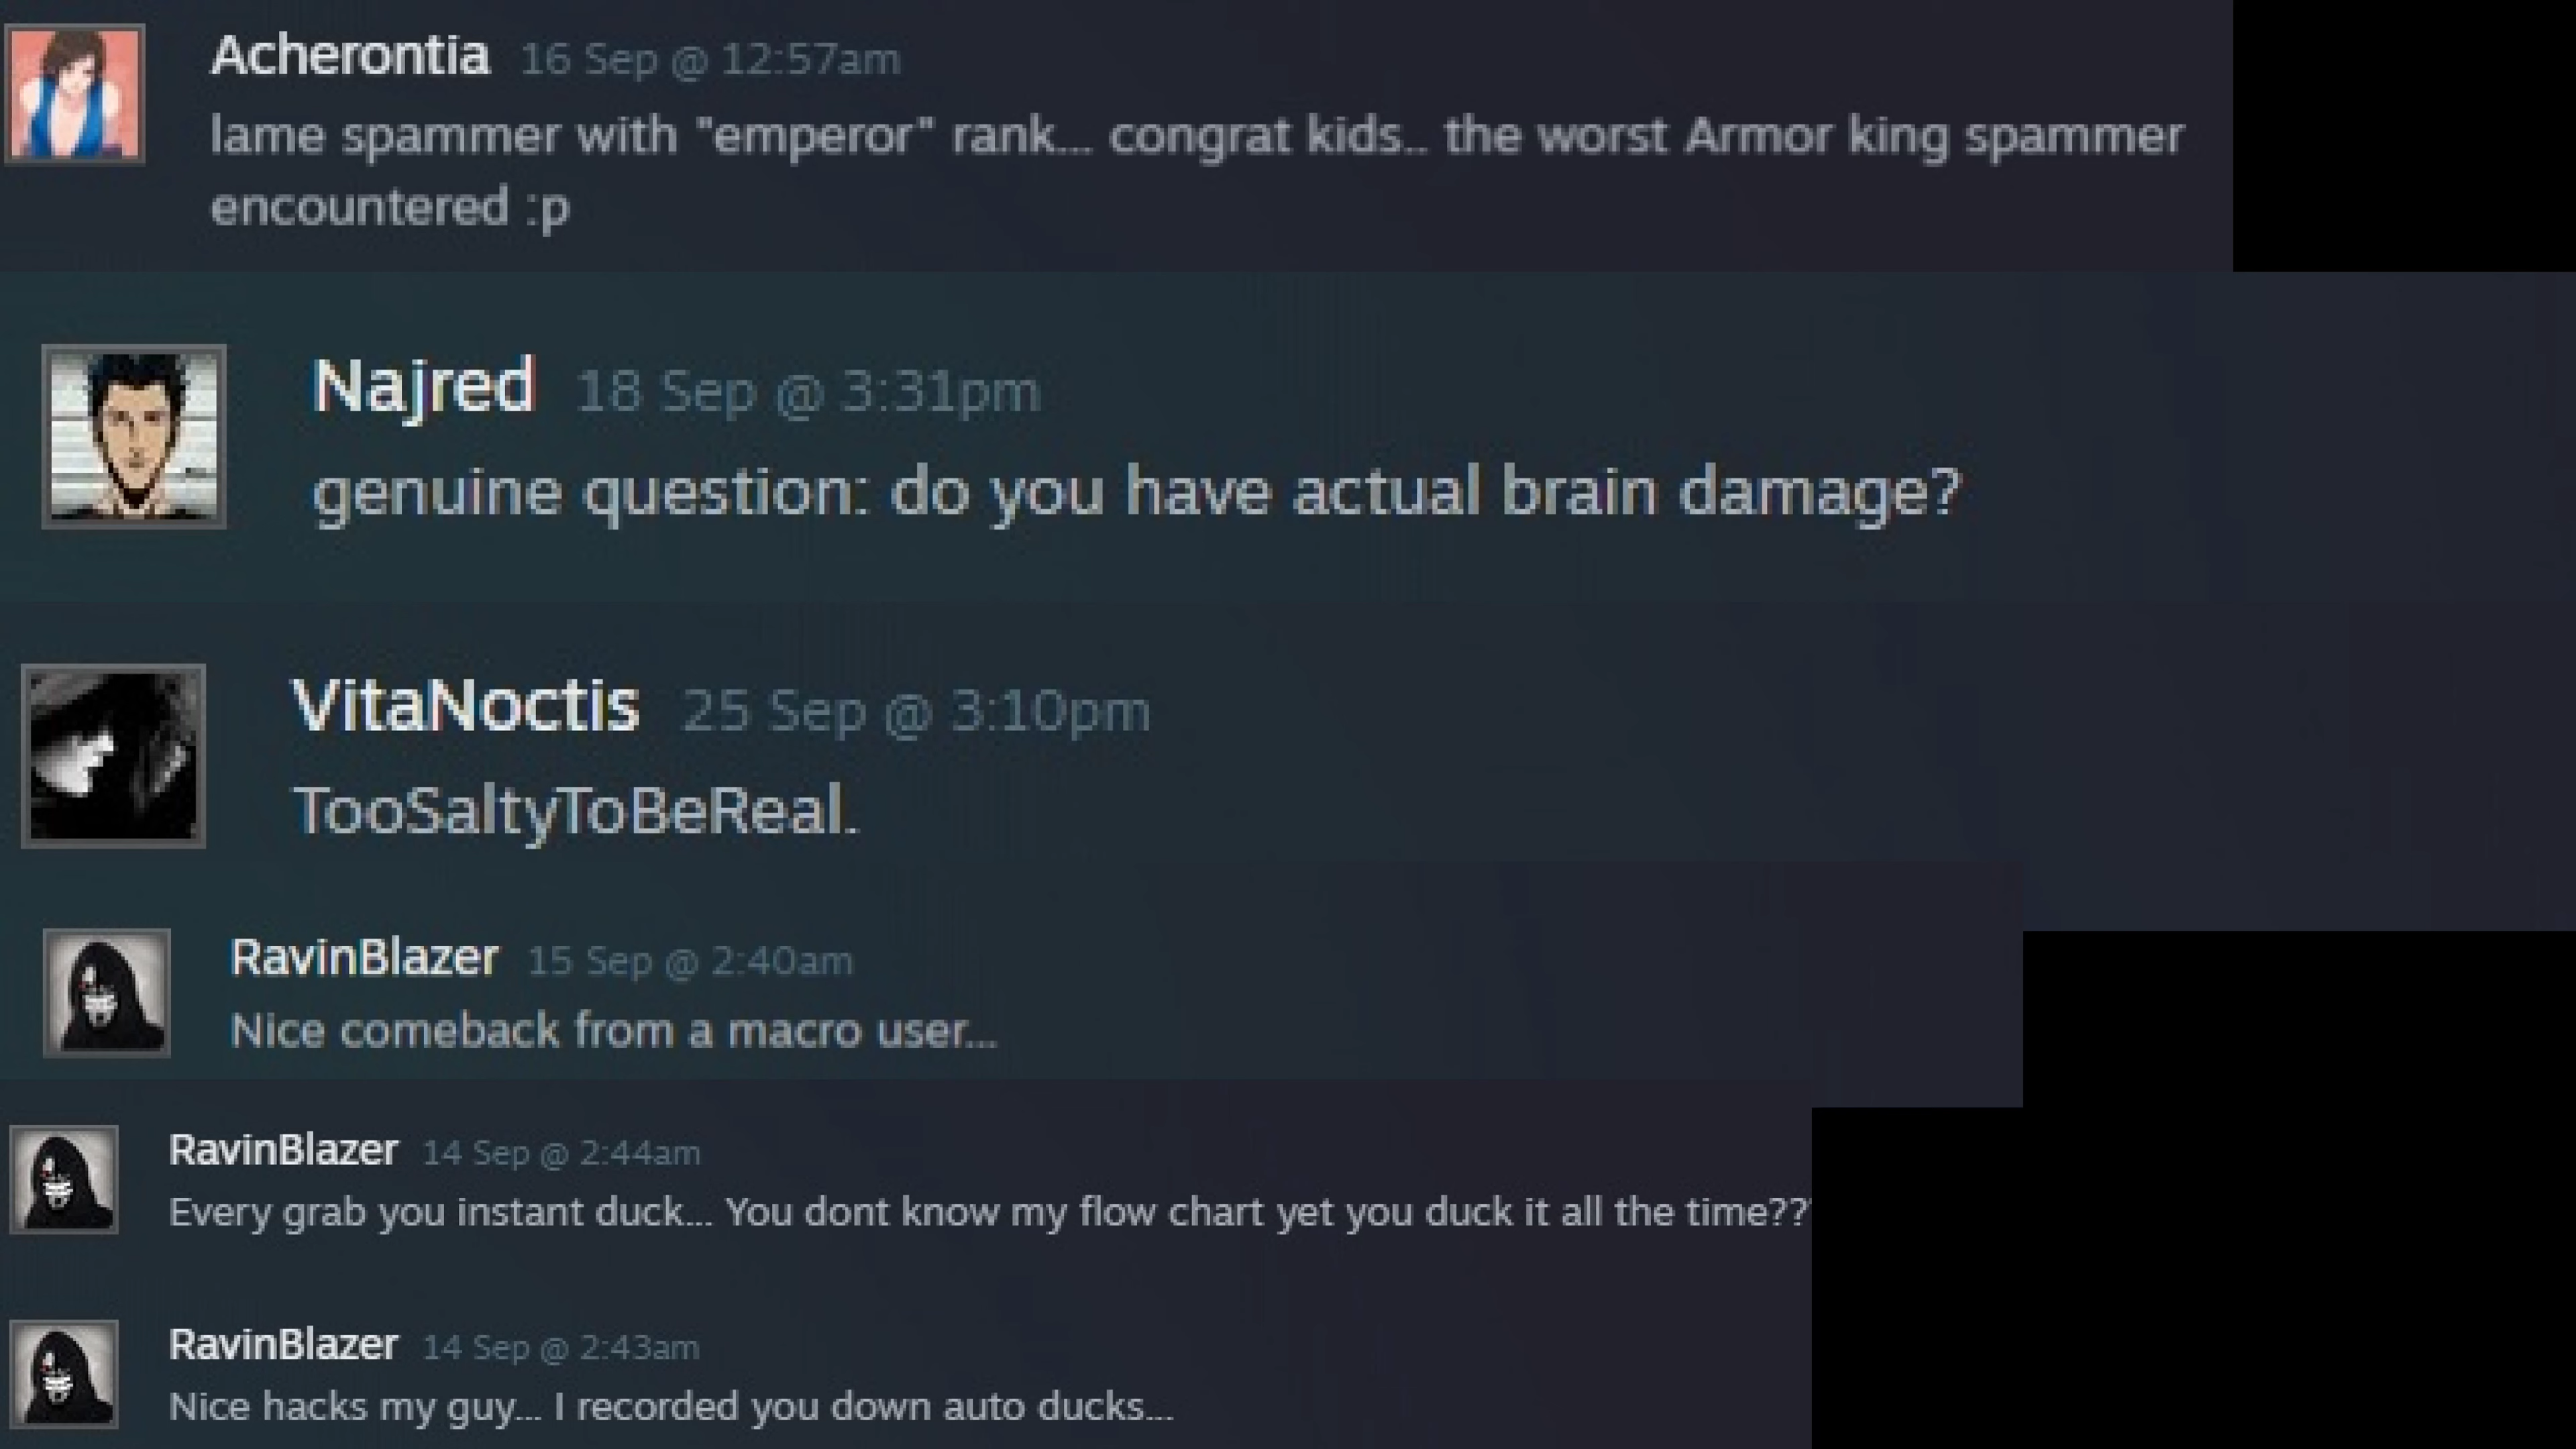 Acherontia 16 Sep @ 12:57am
lame spammer with "emperor" rank... congrat kids.. the worst Armor king spammer
encountered :p
Najred 18 Sep @ 3:31pm
genuine question: do you have actual brain damage?
VitaNoctis 25 Sep @ 3:10pm
TooSaltyToBeReal.
RavinBlazer 15 Sep @ 2:40am
Nice comeback from a macro user...
RavinBlazer 14 Sep @ 2:44am
Every grab you instant duck... You dont know my flow chart yet you duck it all the time??
RavinBlazer 14 Sep @ 2:43am
Nice hacks my guy... I recorded you down auto ducks...